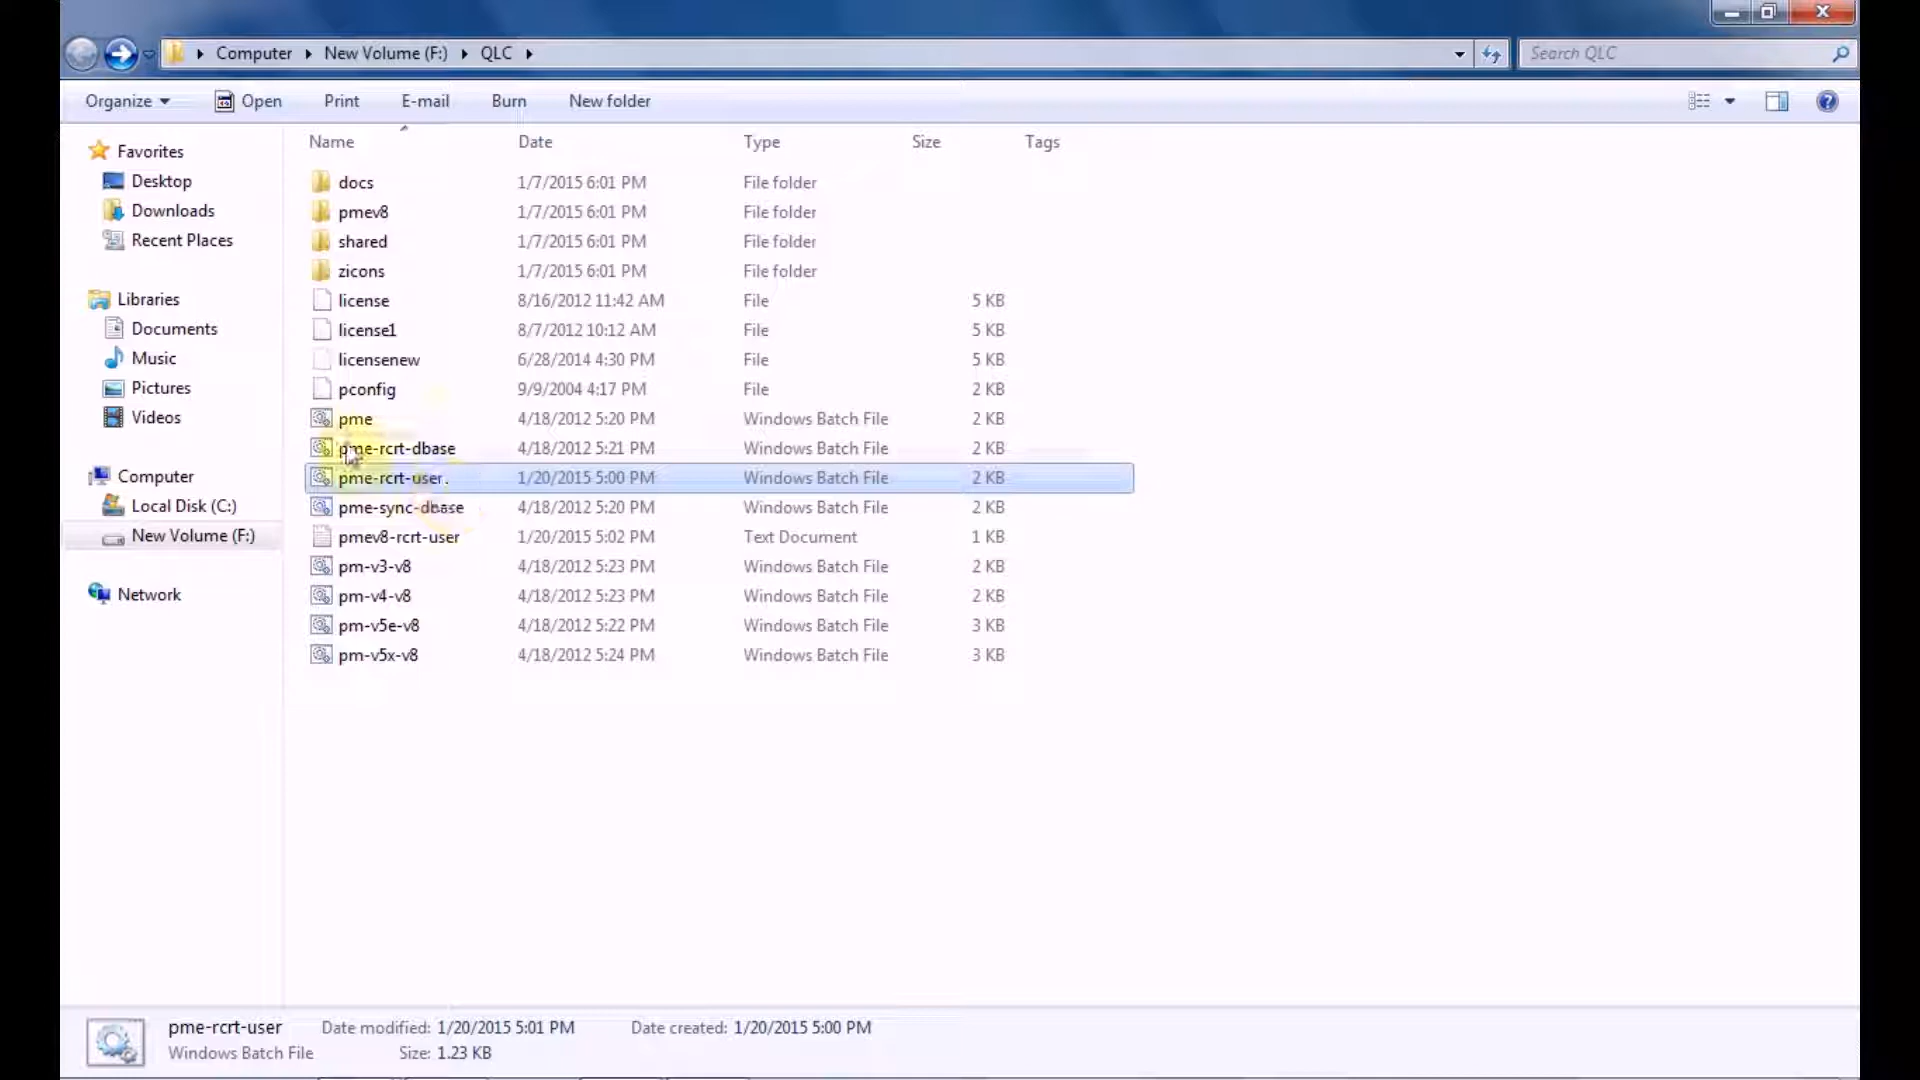 Computer New Volume (F:) QLC Search QLC
Organize Open Print E-mail Burn New folder
Name Date Type Size Tags
Favorites
Desktop
Downloads
Recent Places
Libraries
Documents
Music
Pictures
Videos
Computer
Local Disk (C:)
New Volume (F:)
Network
docs 1/7/2015 6:01 PM File folder
pmev8 1/7/2015 6:01 PM File folder
shared 1/7/2015 6:01 PM File folder
zicons 1/7/2015 6:01 PM File folder
license 8/16/2012 11:42 AM File 5 KB
license1 8/7/2012 10:12 AM File 5 KB
licensenew 6/28/2014 4:30 PM File 5 KB
pconfig 9/9/2004 4:17 PM File 2 KB
pme 4/18/2012 5:20 PM Windows Batch File 2 KB
pme-rcrt-dbase 4/18/2012 5:21 PM Windows Batch File 2 KB
pme-rcrt-user 1/20/2015 5:00 PM Windows Batch File 2 KB
pme-sync-dbase 4/18/2012 5:20 PM Windows Batch File 2 KB
pmev8-rcrt-user 1/20/2015 5:02 PM Text Document 1 KB
pm-v3-v8 4/18/2012 5:23 PM Windows Batch File 2 KB
pm-v4-v8 4/18/2012 5:23 PM Windows Batch File 2 KB
pm-v5e-v8 4/18/2012 5:22 PM Windows Batch File 3 KB
pm-v5x-v8 4/18/2012 5:24 PM Windows Batch File 3 KB
pme-rcrt-user Date modified: 1/20/2015 5:01 PM Date created: 1/20/2015 5:00 PM
Windows Batch File Size: 1.23 KB